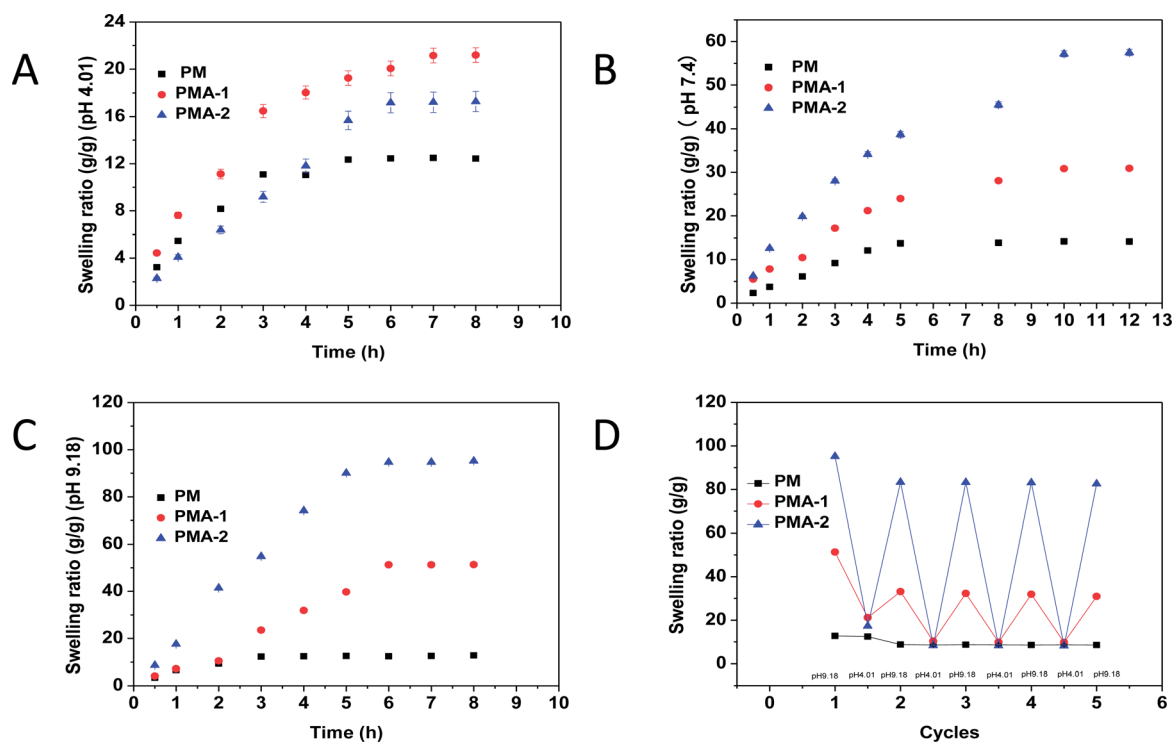 A
Swelling ratio (g/g) (pH 4.01)
24
20
16
12
8
4
0
PM
PMA-1
PMA-2
0 1 2 3 4 5 6 7 8 9 10
Time (h)
B
Swelling ratio (g/g) ( pH 7.4)
60
50
40
30
20
10
0
PM
PMA-1
PMA-2
0 1 2 3 4 5 6 7 8 9 10 11 12 13
Time (h)
C
Swelling ratio (g/g) (pH 9.18)
120
100
80
60
40
20
0
PM
PMA-1
PMA-2
0 1 2 3 4 5 6 7 8 9 10
Time (h)
D
Swelling ratio (g/g)
120
100
80
60
40
20
0
PM
PMA-1
PMA-2
pH9.18 pH4.01 pH9.18 pH4.01 pH9.18 pH4.01 pH9.18 pH4.01 pH9.18
0 1 2 3 4 5 6
Cycles